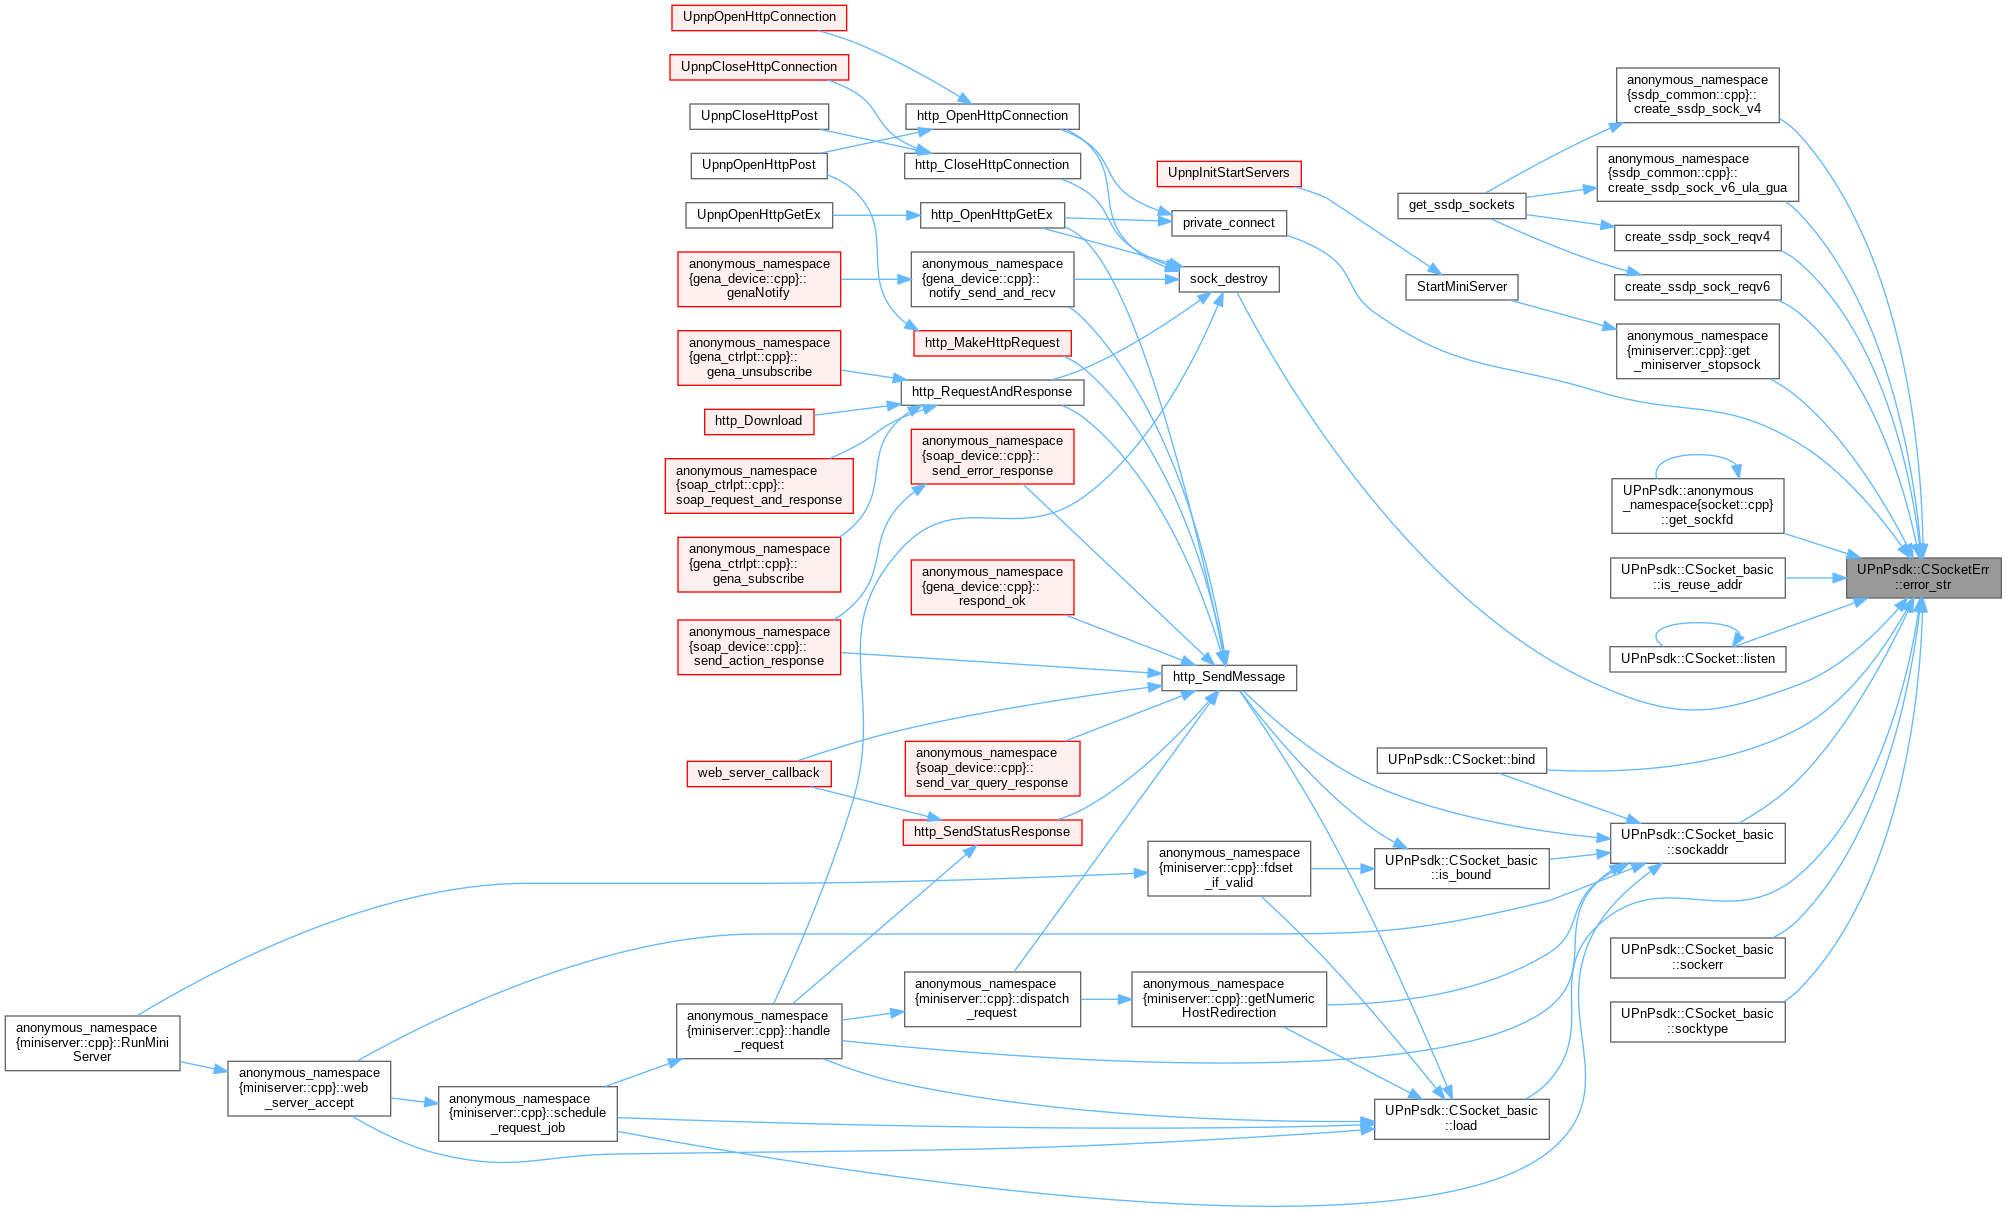 UpnpOpenHttpConnection
UpnpCloseHttpConnection
UpnpCloseHttpPost
UpnpOpenHttpPost
UpnpOpenHttpGetEx
anonymous_namespace
{gena_device::cpp}::
genaNotify
anonymous_namespace
{gena_ctrlpt::cpp}::
gena_unsubscribe
http_Download
anonymous_namespace
{soap_ctrlpt::cpp}::
soap_request_and_response
anonymous_namespace
{gena_ctrlpt::cpp}::
gena_subscribe
anonymous_namespace
{soap_device::cpp}::
send_action_response
web_server_callback
http_OpenHttpConnection
http_CloseHttpConnection
http_OpenHttpGetEx
anonymous_namespace
{gena_device::cpp}::
notify_send_and_recv
http_MakeHttpRequest
http_RequestAndResponse
anonymous_namespace
{soap_device::cpp}::
send_error_response
anonymous_namespace
{gena_device::cpp}::
respond_ok
anonymous_namespace
{soap_device::cpp}::
send_var_query_response
http_SendStatusResponse
UpnpInitStartServers
private_connect
sock_destroy
http_SendMessage
get_ssdp_sockets
StartMiniServer
anonymous_namespace
{ssdp_common::cpp}::
create_ssdp_sock_v4
anonymous_namespace
{ssdp_common::cpp}::
create_ssdp_sock_v6_ula_gua
create_ssdp_sock_reqv4
create_ssdp_sock_reqv6
anonymous_namespace
{miniserver::cpp}::get
_miniserver_stopsock
UPnPsdk::anonymous
_namespace{socket::cpp}
::get_sockfd
UPnPsdk::CSocket_basic
::is_reuse_addr
UPnPsdk::CSocket::listen
UPnPsdk::CSocketErr
::error_str
UPnPsdk::CSocket::bind
UPnPsdk::CSocket_basic
::sockaddr
UPnPsdk::CSocket_basic
::is_bound
anonymous_namespace
{miniserver::cpp}::fdset
_if_valid
UPnPsdk::CSocket_basic
::sockerr
UPnPsdk::CSocket_basic
::socktype
anonymous_namespace
{miniserver::cpp}::getNumeric
HostRedirection
anonymous_namespace
{miniserver::cpp}::dispatch
_request
anonymous_namespace
{miniserver::cpp}::handle
_request
anonymous_namespace
{miniserver::cpp}::RunMini
Server
anonymous_namespace
{miniserver::cpp}::web
_server_accept
anonymous_namespace
{miniserver::cpp}::schedule
_request_job
UPnPsdk::CSocket_basic
::load